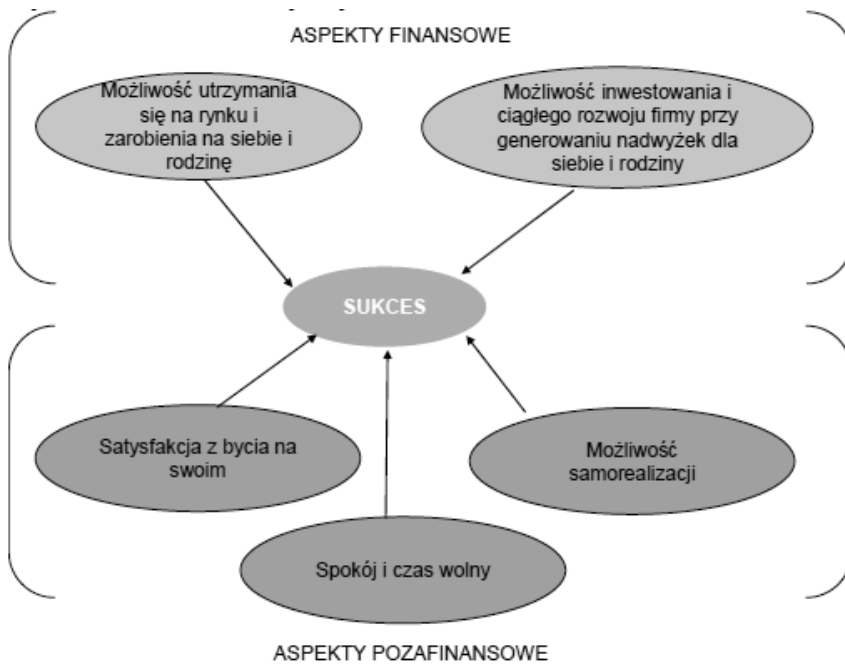 ASPEKTY FINANSOWE
Możliwość utrzymania
się na rynku i
zarobienia na siebie i
rodzinę
Możliwość inwestowania i
ciągłego rozwoju firmy przy
generowaniu nadwyżek dla
siebie i rodziny
SUKCES
Satysfakcja z bycia na
swoim
Możliwość
samorealizacji
Spokój i czas wolny
ASPEKTY POZAFINANSOWE